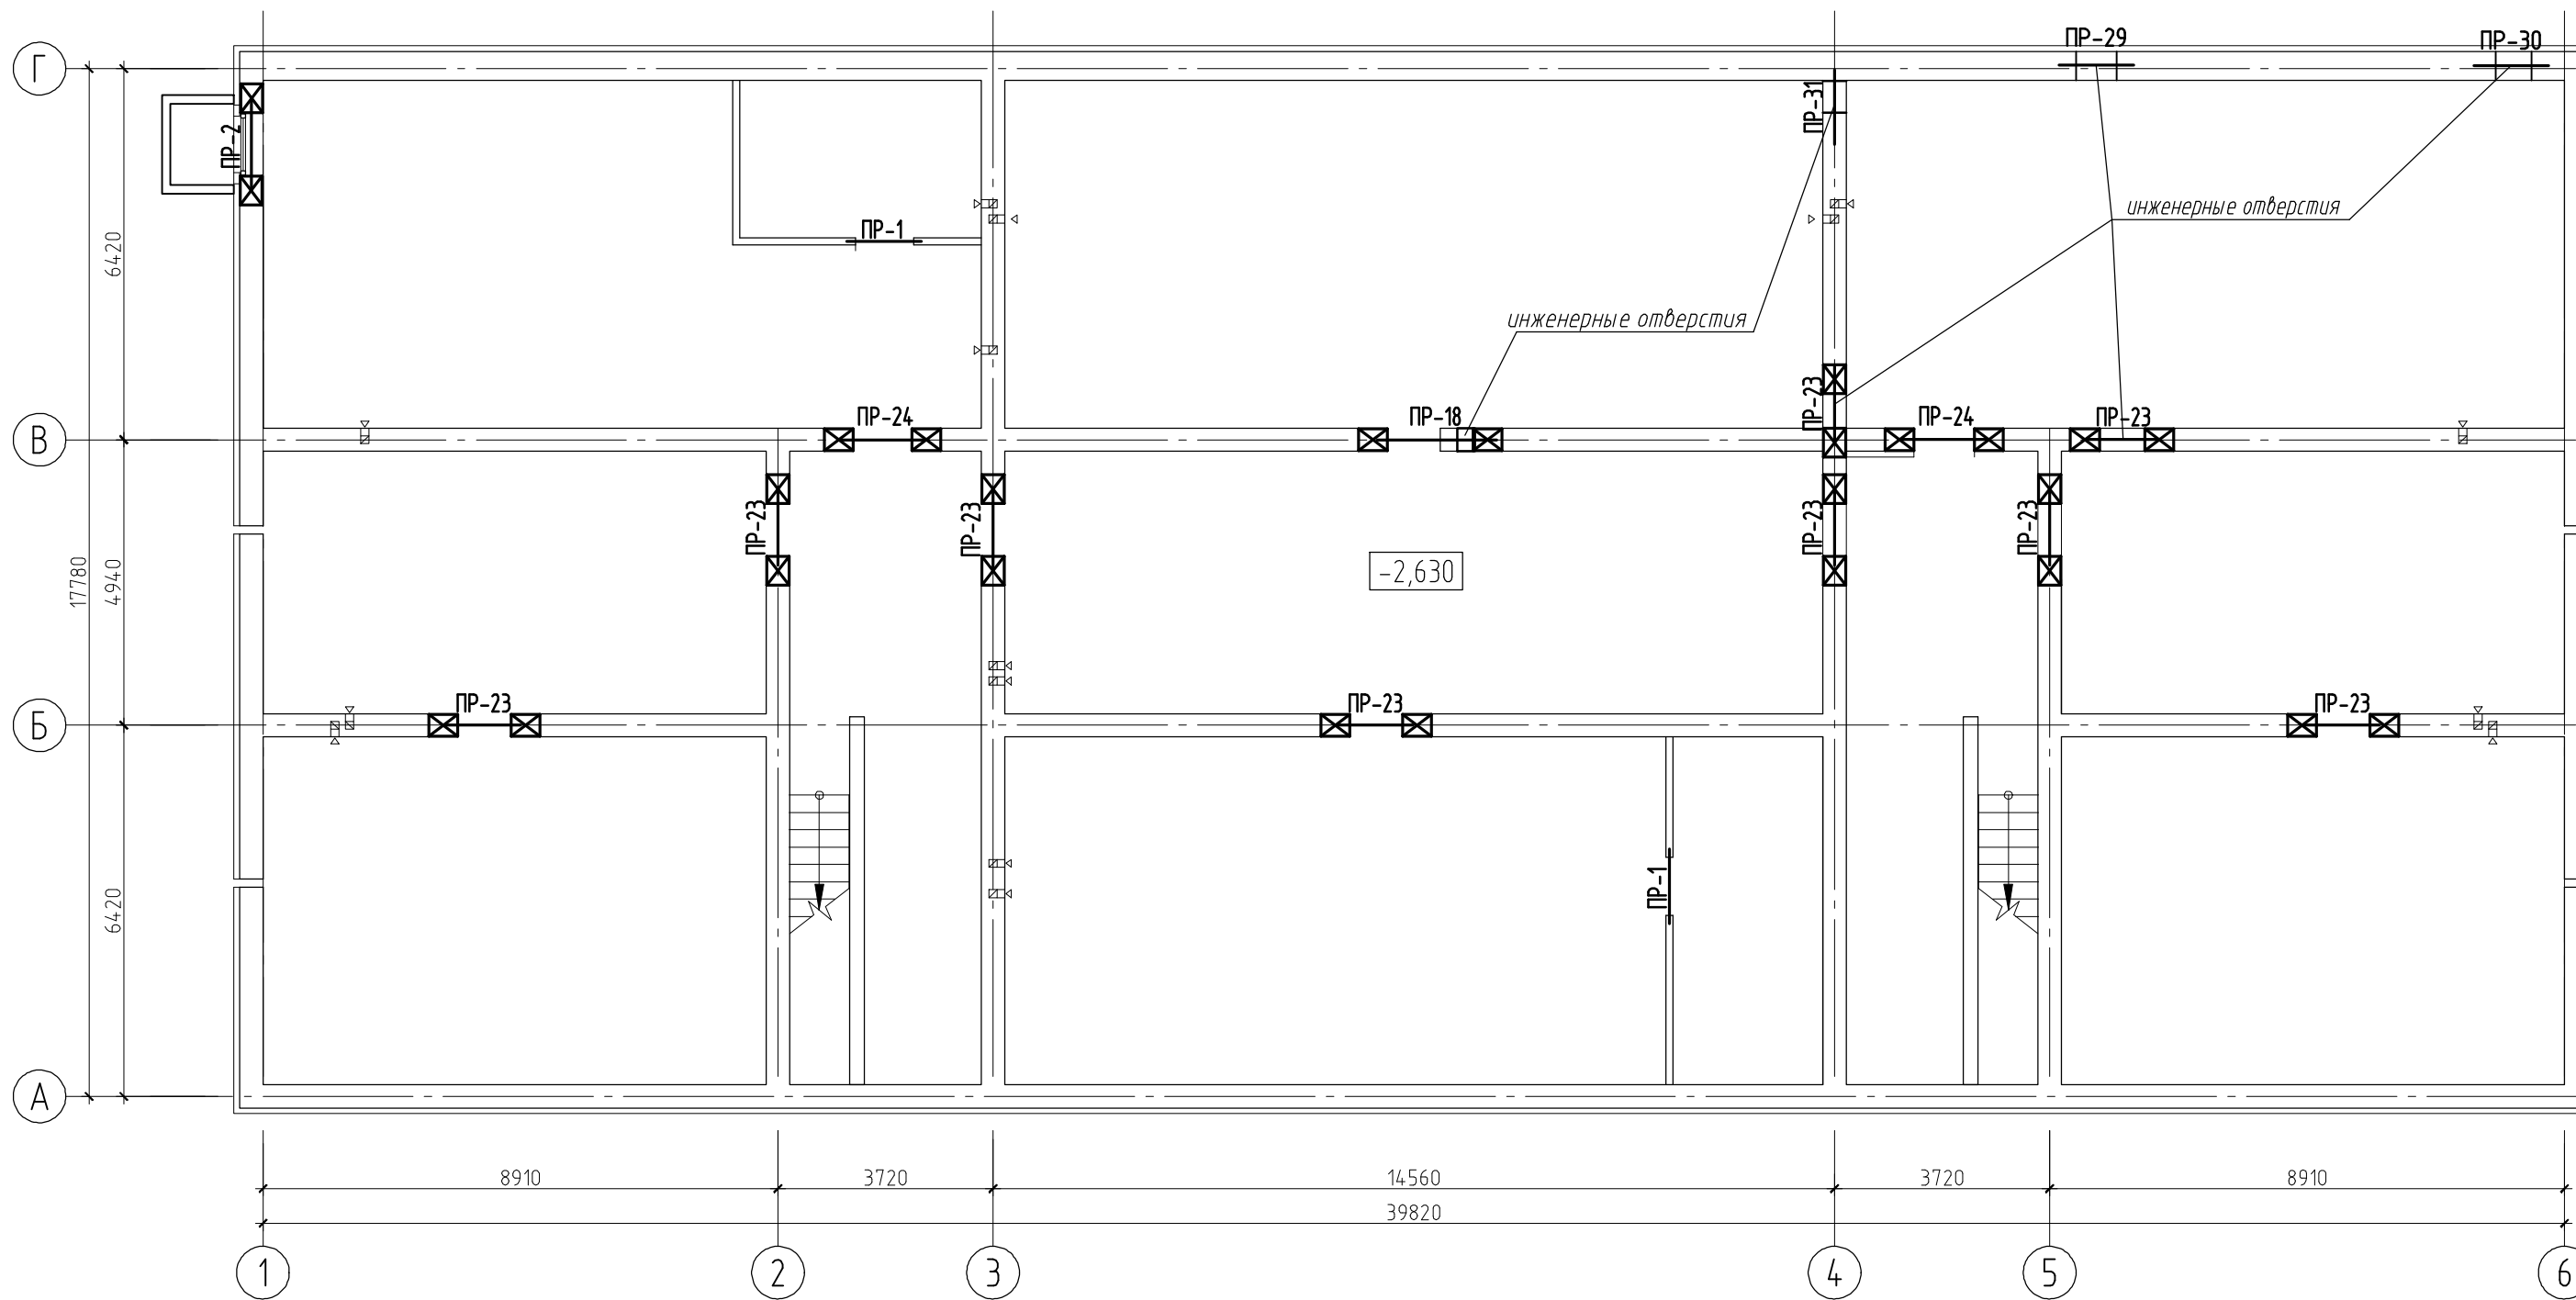 ПР-29
ПР-30
Г
ПР-31
ПР-2
инженерные отверстия
ПР-1
6420
инженерные отверстия
ПР-23
ПР-24
ПР-18
ПР-24
ПР-23
В
ПР-23
ПР-23
ПР-23
ПР-23
-2,630
17780
4940
ПР-23
ПР-23
ПР-23
Б
ПР-1
6420
А
8910
3720
14560
3720
8910
39820
1
2
3
4
5
6